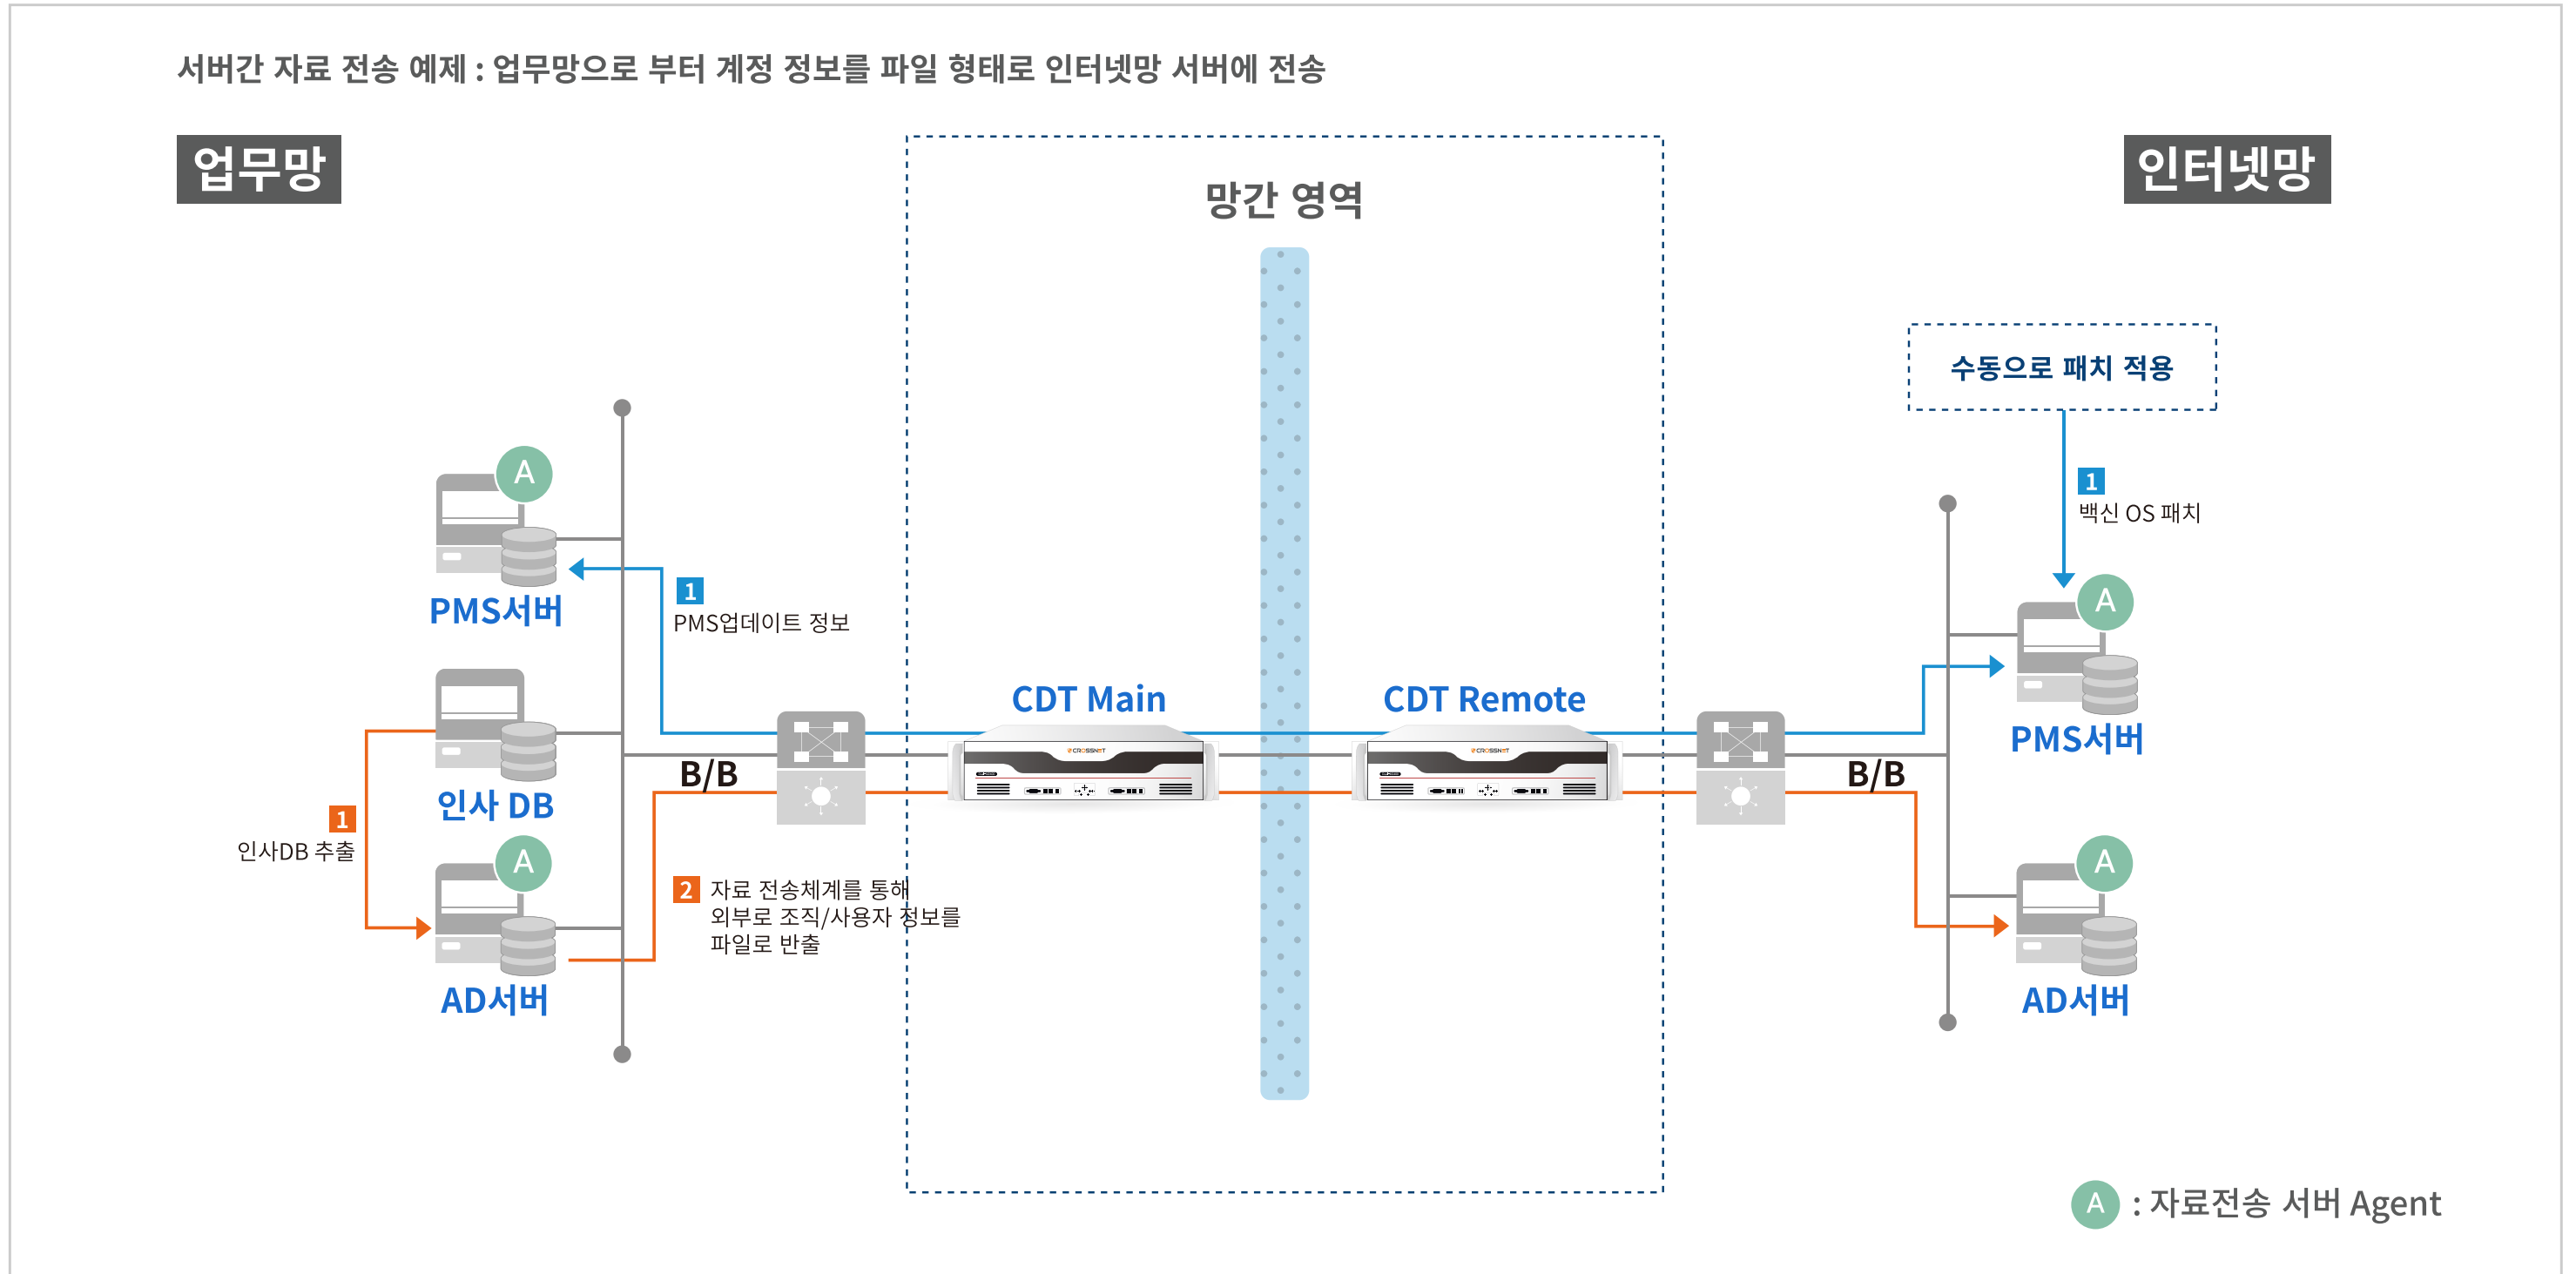 서버간 자료 전송 예제 : 업무망으로 부터 계정 정보를 파일 형태로 인터넷망 서버에 전송
업무망
망간 영역
인터넷망
수동으로 패치 적용
1
백신 OS 패치
A
PMS서버
1
PMS업데이트 정보
A
PMS서버
CDT Main
CDT Remote
CROSSNET
CROSSNET
B/B
B/B
인사 DB
1
인사DB 추출
A
AD서버
2
자료 전송체계를 통해
외부로 조직/사용자 정보를
파일로 반출
A
AD서버
A : 자료전송 서버 Agent